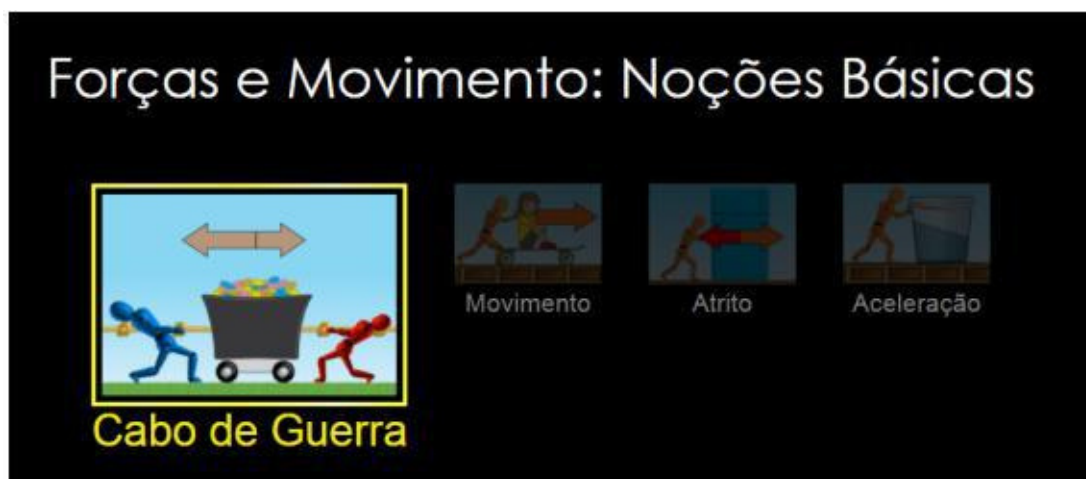 Forças e Movimento: Noções Básicas
Cabo de Guerra
Movimento
Atrito
Aceleração